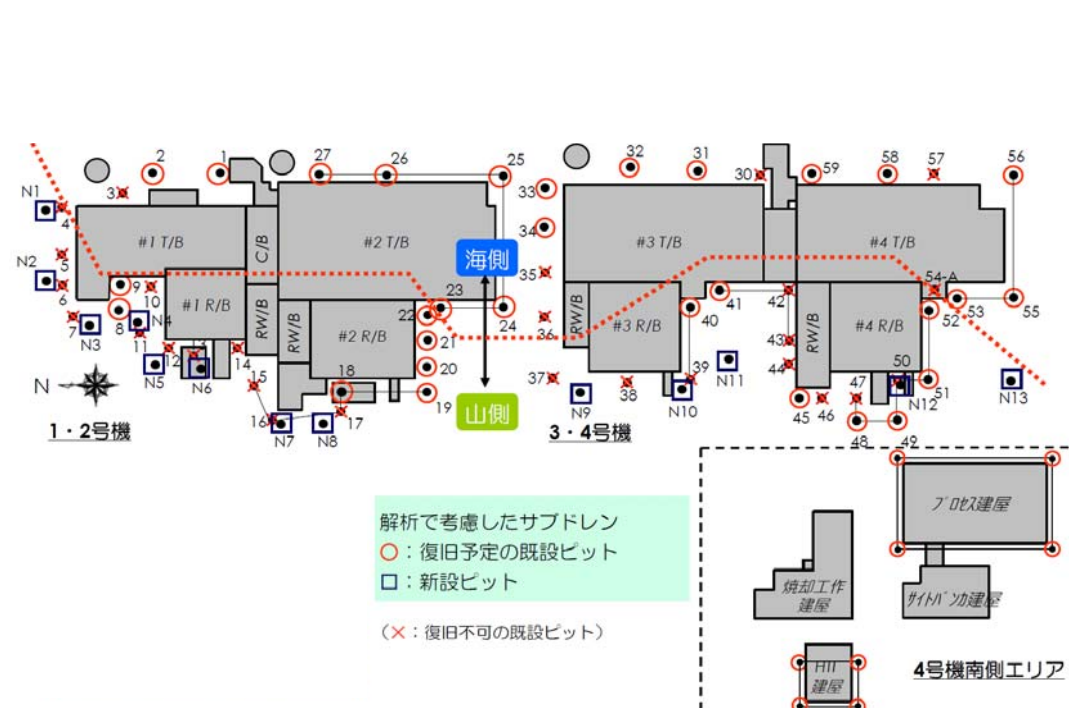 2
1
27
26
25
32
31
30
59
58
57
56
3
N1
4
33
34
#1 T/B
C/B
#2 T/B
海側
#3 T/B
#4 T/B
N2
5
6
9
10
35
54-A
8
#1 R/B
RW/B
RW/B
22
23
24
36
RW/B
#3 R/B
40
41
42
RW/B
#4 R/B
52
53
55
7
N3
N4
11
#2 R/B
21
43
N
12
13
14
20
37
39
N11
44
50
51
N5
N6
15
18
19
38
47
N12
N13
山側
N9
N10
45
46
16
17
N7
N8
48
49
1・2号機
3・4号機
解析で考慮したサブドレン
○:復旧予定の既設ピット
□:新設ピット
(×:復旧不可の既設ピット)
プロセス建屋
焼却工作
建屋
サイトバンカ建屋
HTI
建屋
4号機南側エリア